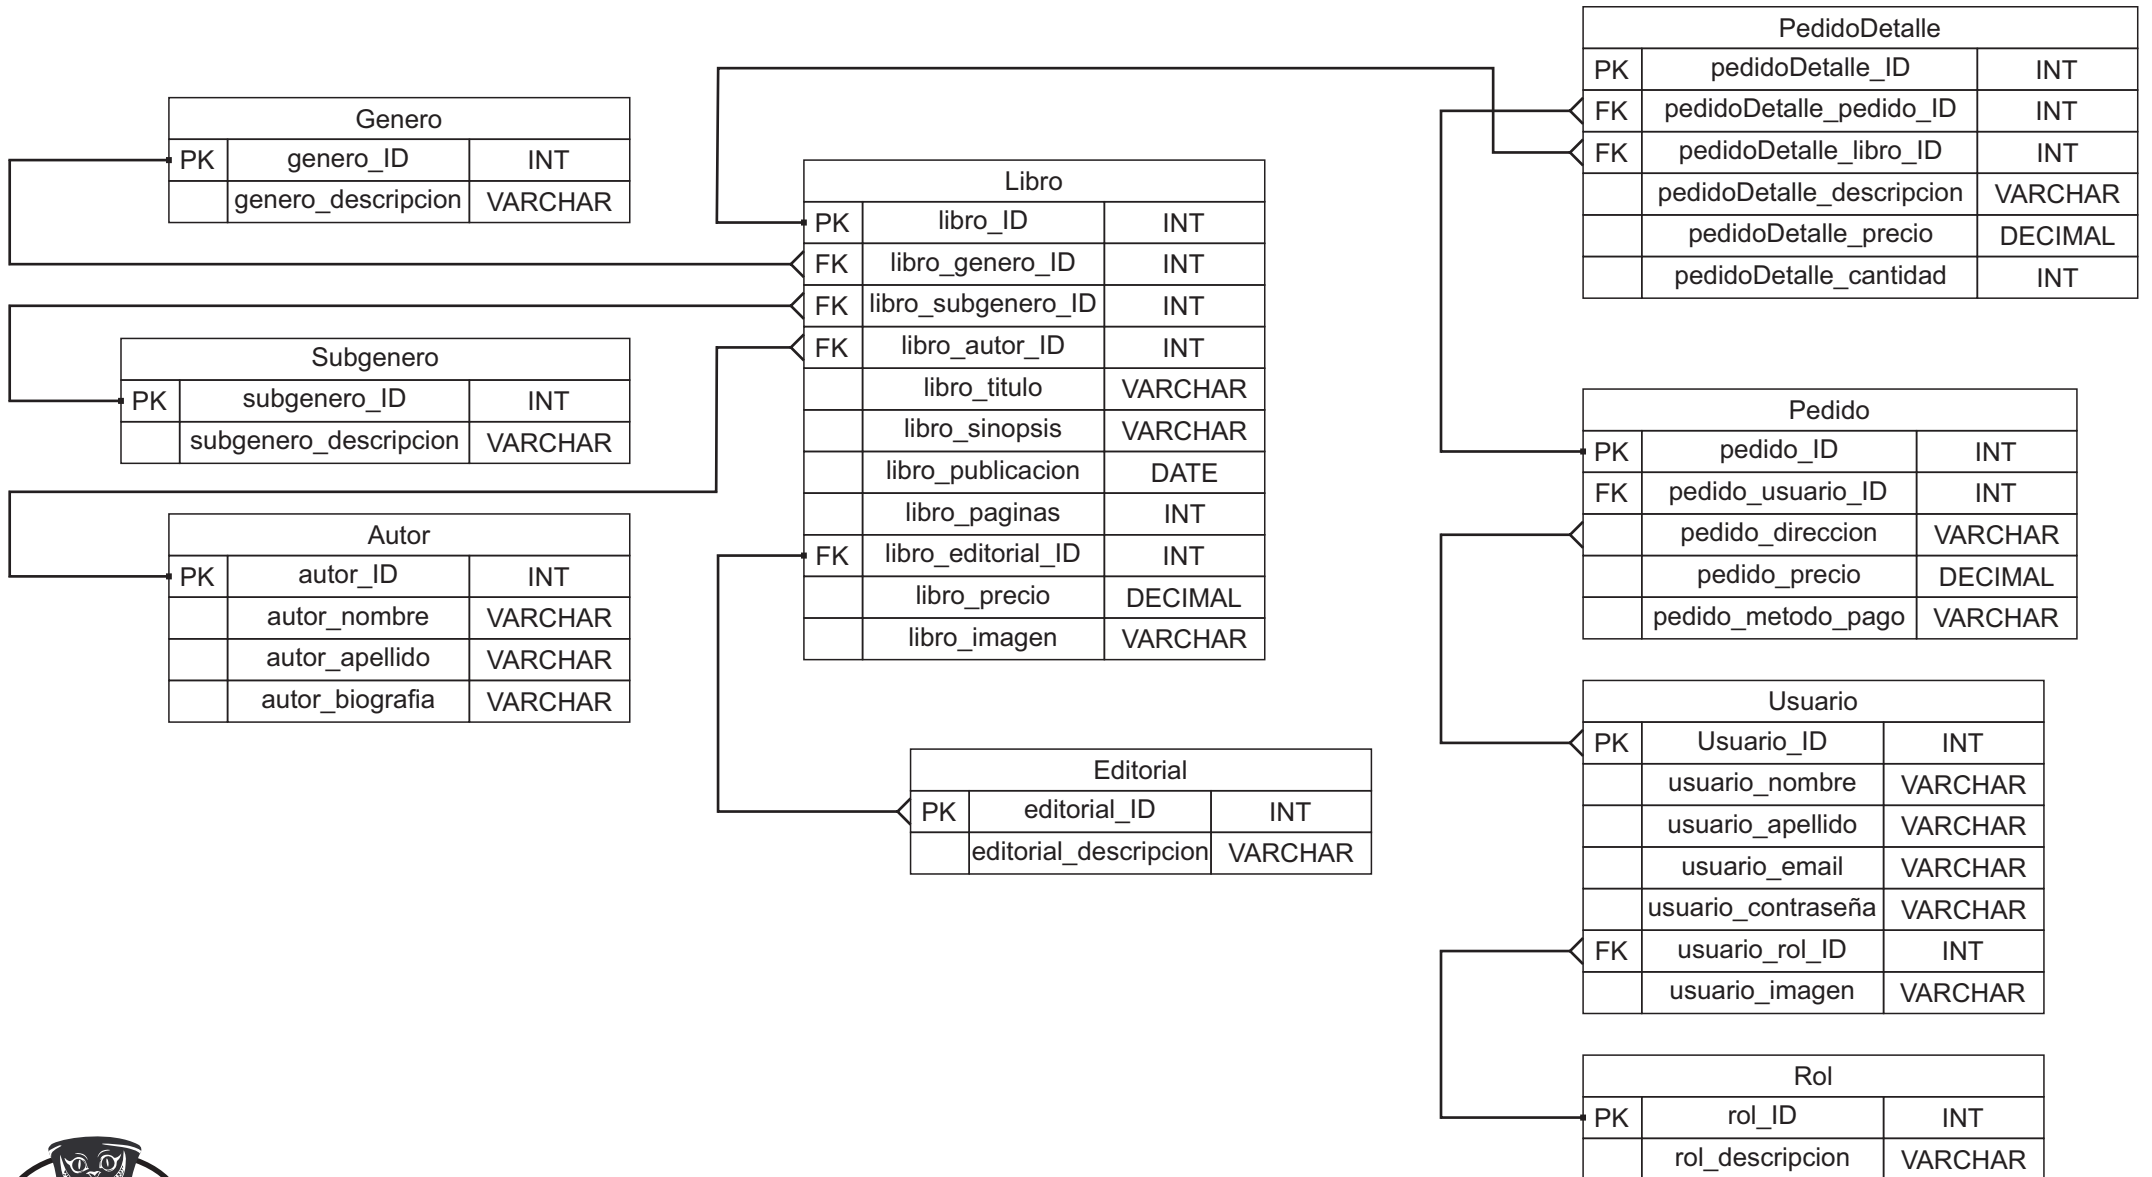 Genero
PK genero_ID INT
genero_descripcion VARCHAR
Subgenero
PK subgenero_ID INT
subgenero_descripcion VARCHAR
Autor
PK autor_ID INT
autor_nombre VARCHAR
autor_apellido VARCHAR
autor_biografia VARCHAR
Libro
PK libro_ID INT
FK libro_genero_ID INT
FK libro_subgenero_ID INT
FK libro_autor_ID INT
libro_titulo VARCHAR
libro_sinopsis VARCHAR
libro_publicacion DATE
libro_paginas INT
FK libro_editorial_ID INT
libro_precio DECIMAL
libro_imagen VARCHAR
Editorial
PK editorial_ID INT
editorial_descripcion VARCHAR
PedidoDetalle
PK pedidoDetalle_ID INT
FK pedidoDetalle_pedido_ID INT
FK pedidoDetalle_libro_ID INT
pedidoDetalle_descripcion VARCHAR
pedidoDetalle_precio DECIMAL
pedidoDetalle_cantidad INT
Pedido
PK pedido_ID INT
FK pedido_usuario_ID INT
pedido_direccion VARCHAR
pedido_precio DECIMAL
pedido_metodo_pago VARCHAR
Usuario
PK Usuario_ID INT
usuario_nombre VARCHAR
usuario_apellido VARCHAR
usuario_email VARCHAR
usuario_contraseña VARCHAR
FK usuario_rol_ID INT
usuario_imagen VARCHAR
Rol
PK rol_ID INT
rol_descripcion VARCHAR